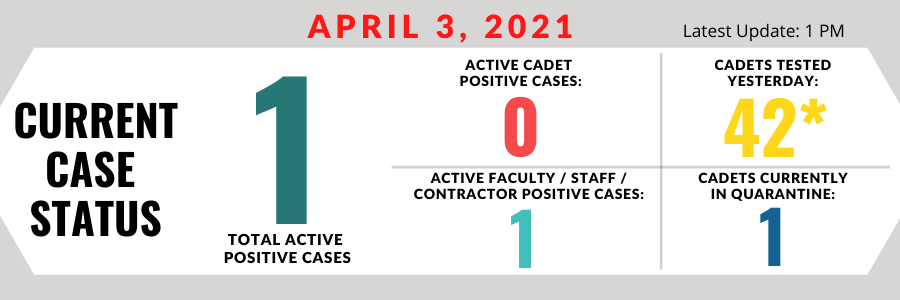 APRIL 3, 2021
Latest Update: 1 PM
CURRENT
CASE
STATUS
1
TOTAL ACTIVE
POSITIVE CASES
ACTIVE CADET
POSITIVE CASES:
0
CADETS TESTED
YESTERDAY:
42*
ACTIVE FACULTY / STAFF /
CONTRACTOR POSITIVE CASES:
1
CADETS CURRENTLY
IN QUARANTINE:
1